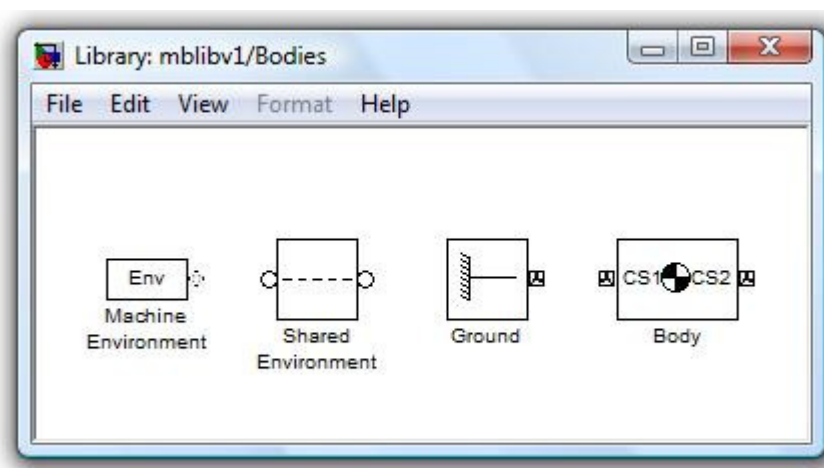 Library: mblibv1/Bodies
File Edit View Format Help
Env
CS1 CS2
Machine
Environment
Shared
Environment
Ground
Body